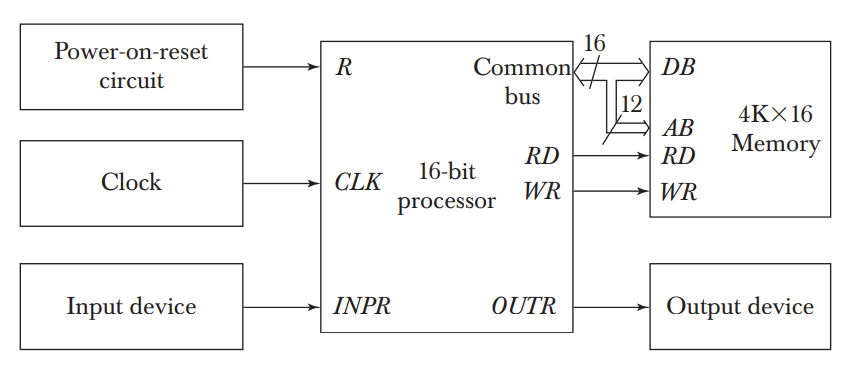 Power-on-reset
circuit
Clock
Input device
R
CLK
INPR
16-bit
processor
Common
bus
RD
WR
OUTR
16
12
DB
AB
RD
WR
4K×16
Memory
Output device